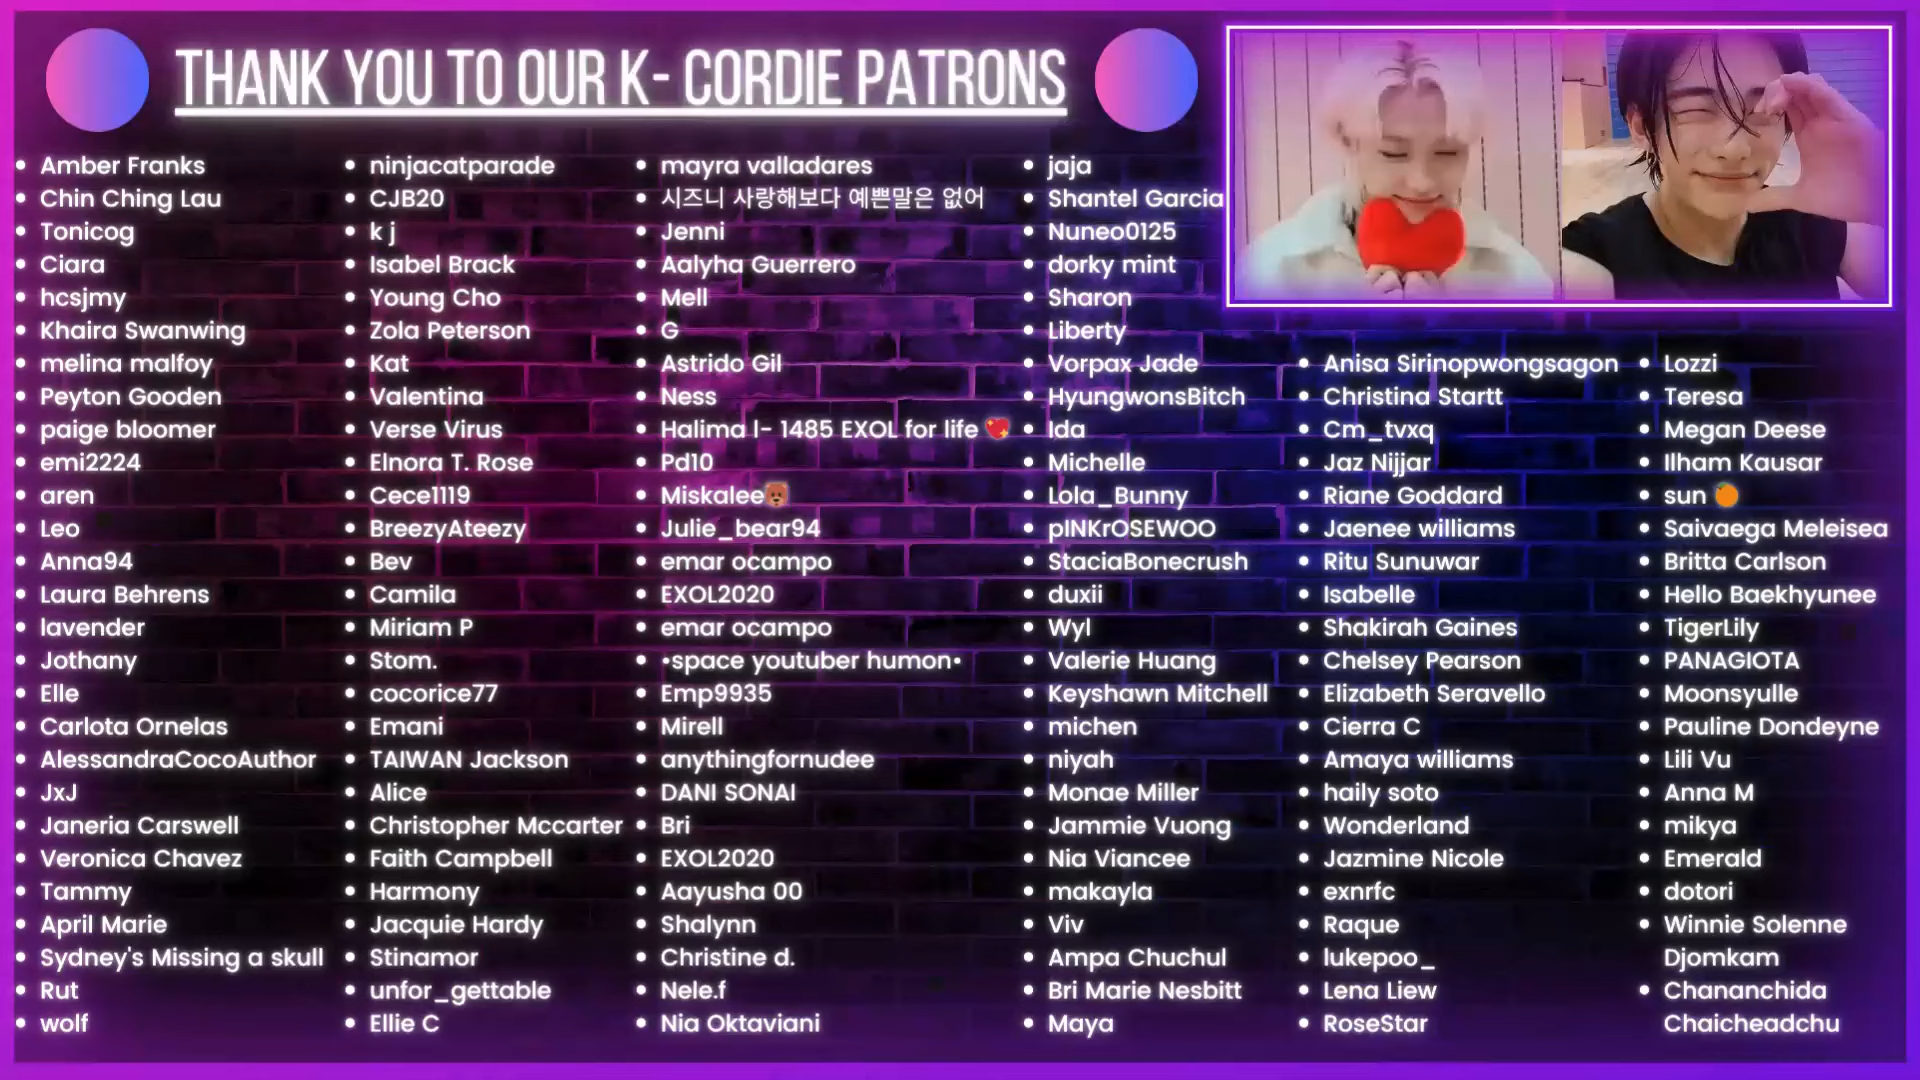 THANK YOU TO OUR K- CORDIE PATRONS
Amber Franks
Chin Ching Lau
Tonicog
Ciara
hcsjmy
Khaira Swanwing
melina malfoy
Peyton Gooden
paige bloomer
emi2224
aren
Leo
Anna94
Laura Behrens
lavender
Jothany
Elle
Carlota Ornelas
AlessandraCocoAuthor
JxJ
Janeria Carswell
Veronica Chavez
Tammy
April Marie
Sydney's Missing a skull
Rut
wolf
ninjacatparade
CJB20
k j
Isabel Brack
Young Cho
Zola Peterson
Kat
Valentina
Verse Virus
Elnora T. Rose
Cece1119
BreezyAteezy
Bev
Camila
Miriam P
Stom.
cocorice77
Emani
TAIWAN Jackson
Alice
Christopher Mccarter
Faith Campbell
Harmony
Jacquie Hardy
Stinamor
unfor_gettable
Ellie C
mayra valladares
시즈니 사랑해보다 예쁜말은 없어
Jenni
Aalyha Guerrero
Mell
G
Astrido Gil
Ness
Halima l- 1485 EXOL for life 💖
Pd10
Miskalee🐻
Julie_bear94
emar ocampo
EXOL2020
emar ocampo
•space youtuber humon•
Emp9935
Mirell
anythingfornudee
DANI SONAI
Bri
EXOL2020
Aayusha 00
Shalynn
Christine d.
Nele.f
Nia Oktaviani
jaja
Shantel Garcia
Nuneo0125
dorky mint
Sharon
Liberty
Vorpax Jade
HyungwonsBitch
Ida
Michelle
Lola_Bunny
pINKrOSEWOO
StaciaBonecrush
duxii
Wyl
Valerie Huang
Keyshawn Mitchell
michen
niyah
Monae Miller
Jammie Vuong
Nia Viancee
makayla
Viv
Ampa Chuchul
Bri Marie Nesbitt
Maya
Anisa Sirinopwongsagon
Christina Startt
Cm_tvxq
Jaz Nijjar
Riane Goddard
Jaenee williams
Ritu Sunuwar
Isabelle
Shakirah Gaines
Chelsey Pearson
Elizabeth Seravello
Cierra C
Amaya williams
haily soto
Wonderland
Jazmine Nicole
exnrfc
Raque
lukepoo_
Lena Liew
RoseStar
Lozzi
Teresa
Megan Deese
Ilham Kausar
sun 🍊
Saivaega Meleisea
Britta Carlson
Hello Baekhyunee
TigerLily
PANAGIOTA
Moonsyulle
Pauline Dondeyne
Lili Vu
Anna M
mikya
Emerald
dotori
Winnie Solenne
Djomkam
Chananchida
Chaicheadchu